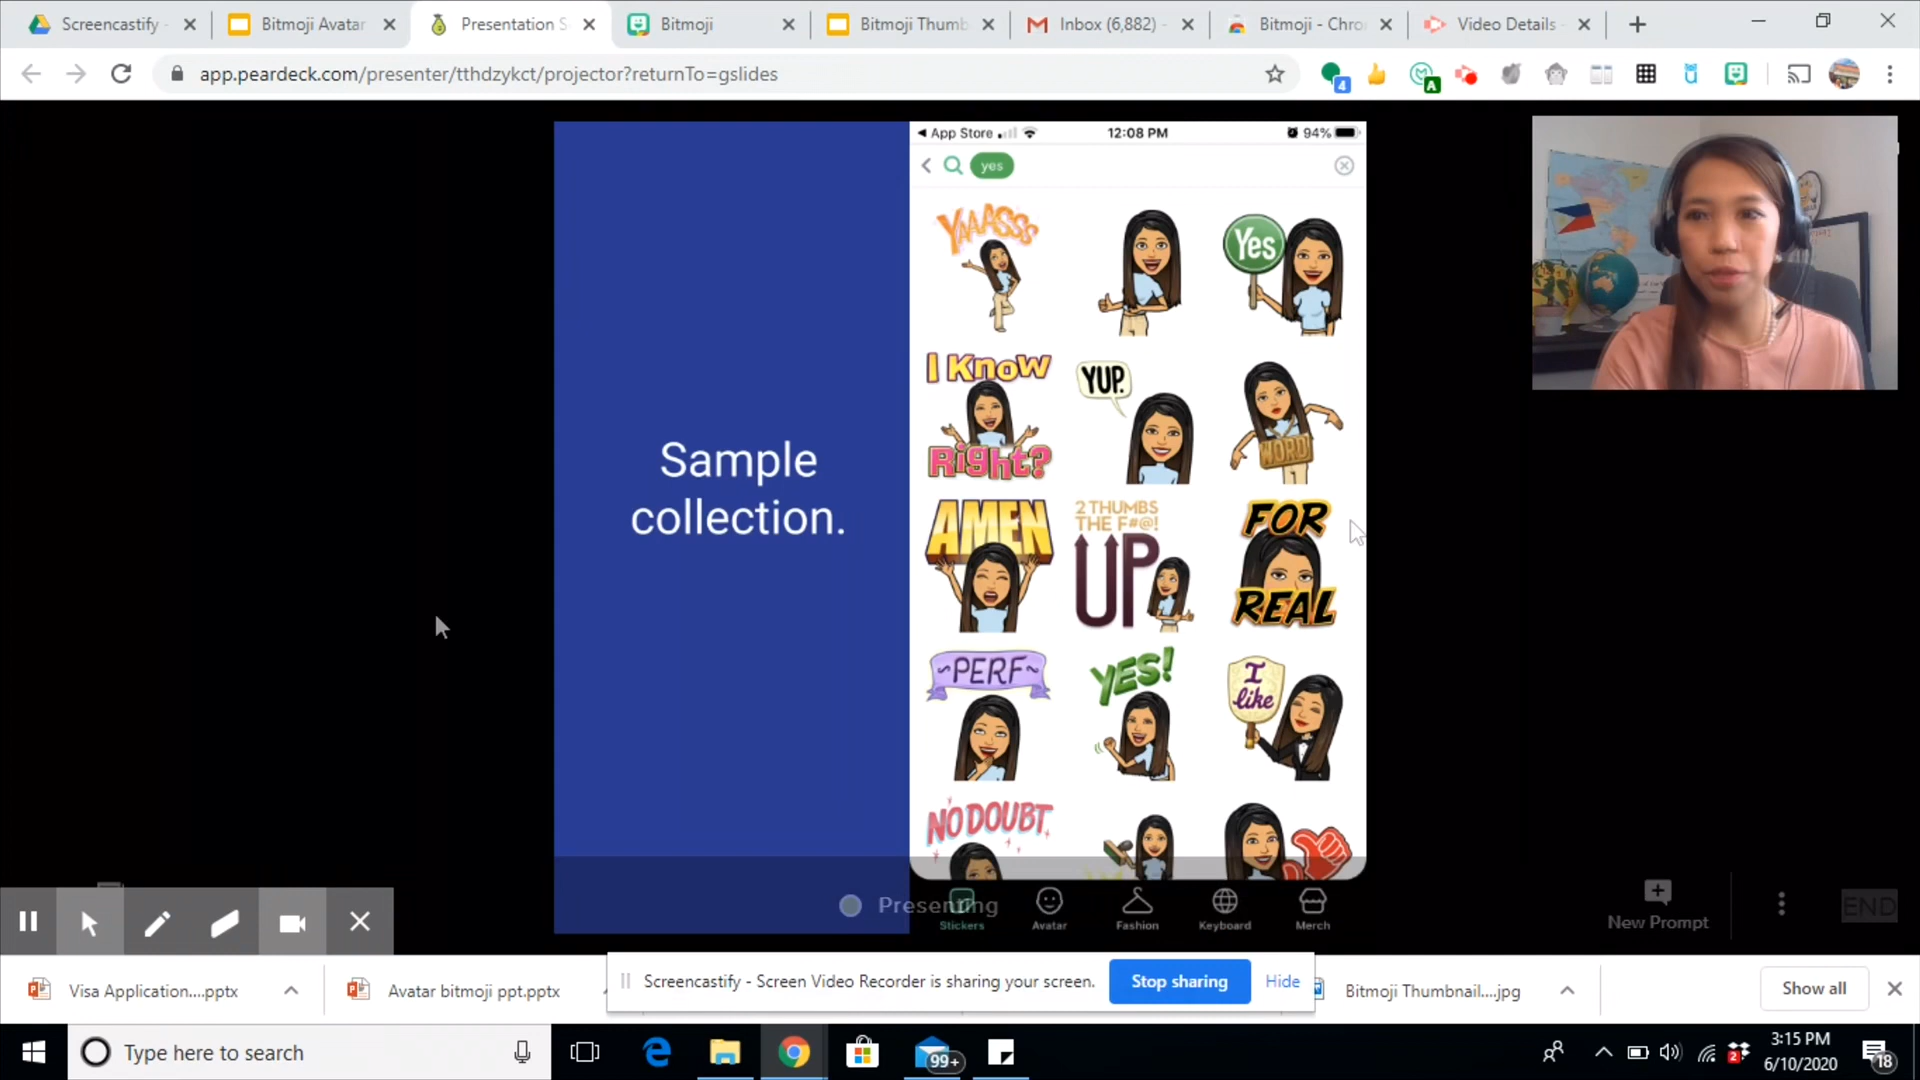 Screencastify -
Bitmoji Avatar
Presentation S
Bitmoji
Bitmoji Thumb
Inbox (6,882) -
Bitmoji - Chro
Video Details -
app.peardeck.com/presenter/tthdzykct/projector?returnTo=gslides
4
A
App Store
12:08 PM
94%
yes
YAAASSS
Yes
I KNOW
RIGHT?
YUP.
WORD
Sample
collection.
AMEN
2 THUMBS
THE F#@!
UP
FOR
REAL
~PERF~
YES!
I
like
NO DOUBT
Presenting
Stickers
Avatar
Fashion
Keyboard
Merch
New Prompt
END
Visa Application....pptx
Avatar bitmoji ppt.pptx
Screencastify - Screen Video Recorder is sharing your screen.
Stop sharing
Hide
Bitmoji Thumbnail....jpg
Show all
Type here to search
99+
2
3:15 PM
6/10/2020
18